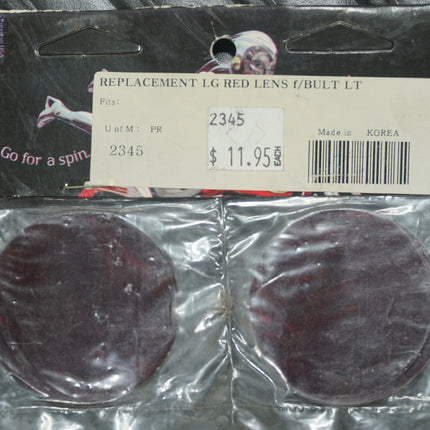 REPLACEMENT LG RED LENS f/BULT LT
Fits:
2345
U of M: PR
Made in KOREA
2345
$ 11.95 EACH
Go for a spin.